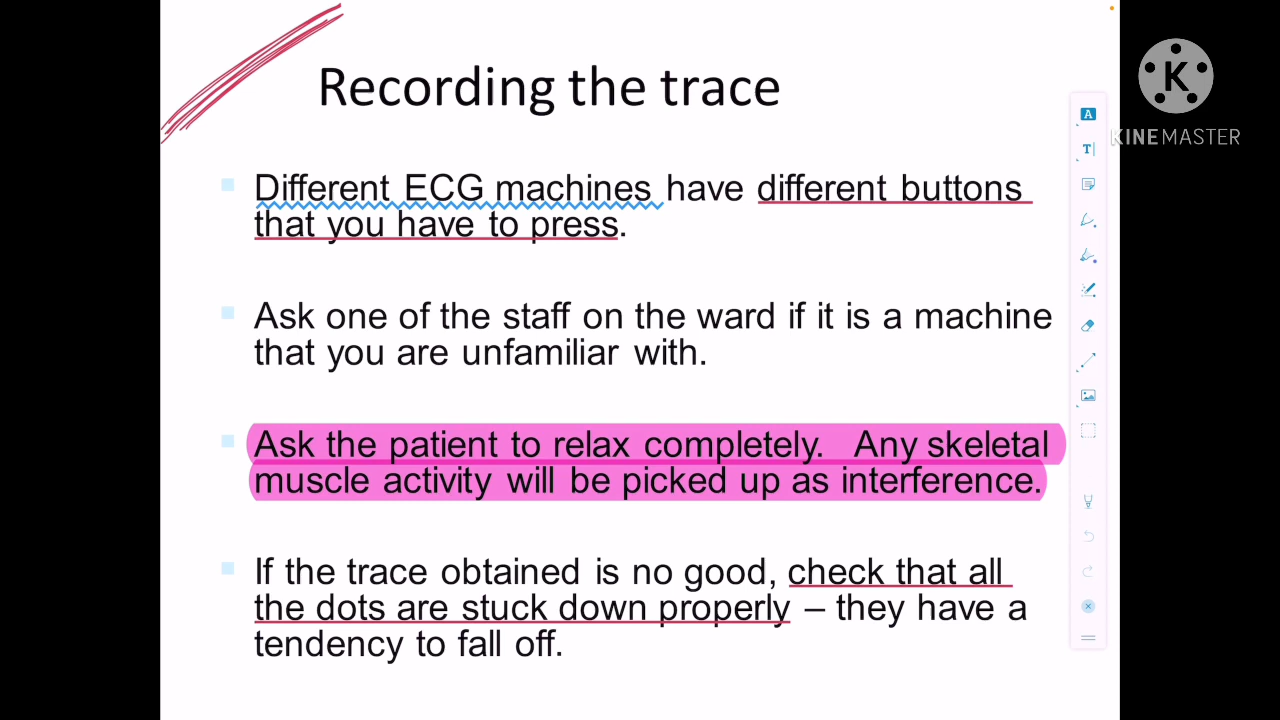 Recording the trace
K
KINEMASTER
Different ECG machines have different buttons
that you have to press.
Ask one of the staff on the ward if it is a machine
that you are unfamiliar with.
Ask the patient to relax completely. Any skeletal
muscle activity will be picked up as interference.
If the trace obtained is no good, check that all
the dots are stuck down properly – they have a
tendency to fall off.
A
T